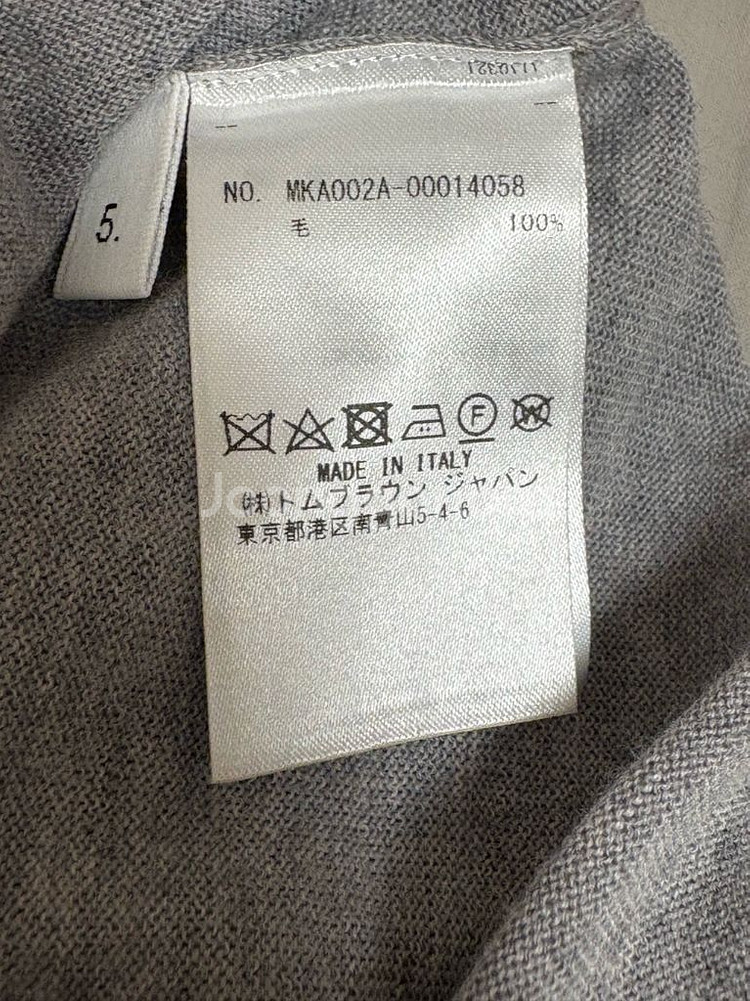 5.
NO. MKA002A-00014058
毛 100%
F
W
MADE IN ITALY
㈱トムブラウン ジャパン
東京都港区南青山5-4-6